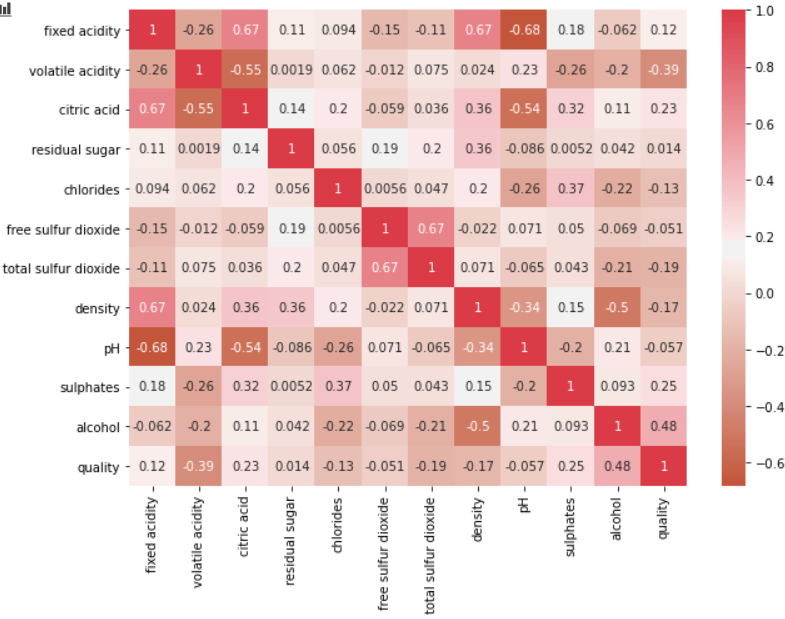 fixed acidity 1 -0.26 0.67 0.11 0.094 -0.15 -0.11 0.67 -0.68 0.18 -0.062 0.12
volatile acidity -0.26 1 -0.55 0.0019 0.062 -0.012 0.075 0.024 0.23 -0.26 -0.2 -0.39
citric acid 0.67 -0.55 1 0.14 0.2 -0.059 0.036 0.36 -0.54 0.32 0.11 0.23
residual sugar 0.11 0.0019 0.14 1 0.056 0.19 0.2 0.36 -0.086 0.0052 0.042 0.014
chlorides 0.094 0.062 0.2 0.056 1 0.0056 0.047 0.2 -0.26 0.37 -0.22 -0.13
free sulfur dioxide -0.15 -0.012 -0.059 0.19 0.0056 1 0.67 -0.022 0.071 0.05 -0.069 -0.051
total sulfur dioxide -0.11 0.075 0.036 0.2 0.047 0.67 1 0.071 -0.065 0.043 -0.21 -0.19
density 0.67 0.024 0.36 0.36 0.2 -0.022 0.071 1 -0.34 0.15 -0.5 -0.17
pH -0.68 0.23 -0.54 -0.086 -0.26 0.071 -0.065 -0.34 1 -0.2 0.21 -0.057
sulphates 0.18 -0.26 0.32 0.0052 0.37 0.05 0.043 0.15 -0.2 1 0.093 0.25
alcohol -0.062 -0.2 0.11 0.042 -0.22 -0.069 -0.21 -0.5 0.21 0.093 1 0.48
quality 0.12 -0.39 0.23 0.014 -0.13 -0.051 -0.19 -0.17 -0.057 0.25 0.48 1
fixed acidity
volatile acidity
citric acid
residual sugar
chlorides
free sulfur dioxide
total sulfur dioxide
density
pH
sulphates
alcohol
quality
1.0
0.8
0.6
0.4
0.2
0.0
−0.2
−0.4
−0.6